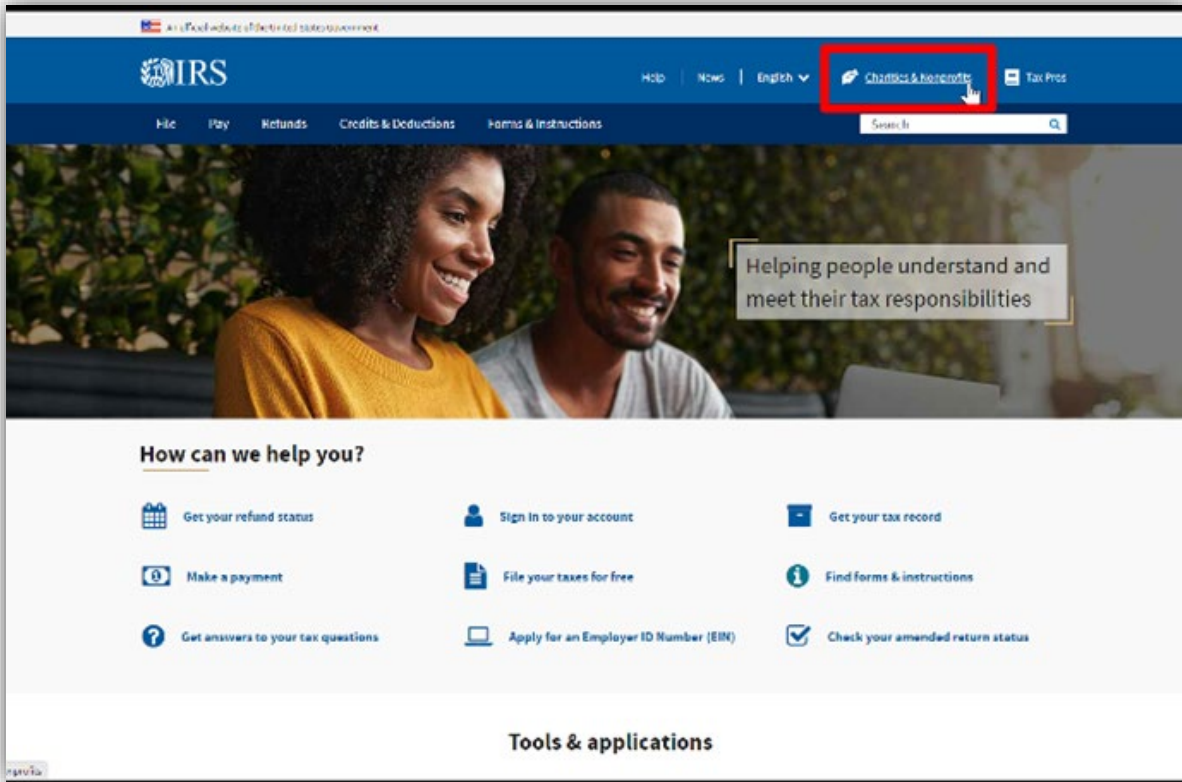 An official website of the United States Government
IRS
Help | News | English Charities & Nonprofits Tax Pros
File Pay Refunds Credits & Deductions Forms & Instructions Search
Helping people understand and
meet their tax responsibilities
How can we help you?
Get your refund status Sign in to your account Get your tax record
Make a payment File your taxes for free Find forms & instructions
Get answers to your tax questions Apply for an Employer ID Number (EIN) Check your amended return status
Tools & applications